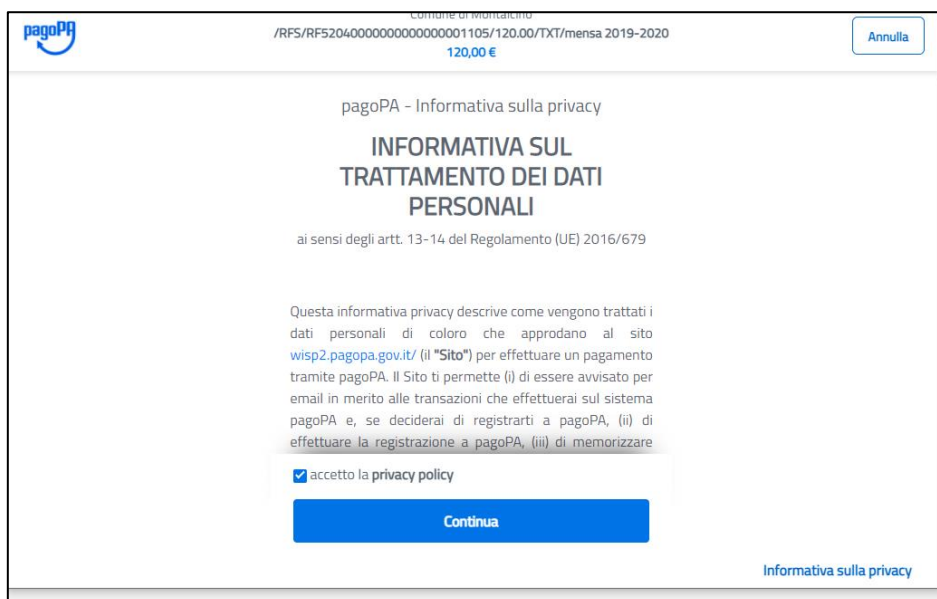 pagoPA
Comune di Montalcino
/RFS/RF52040000000000000001105/120.00/TXT/mensa 2019-2020
120,00 €
Annulla
pagoPA - Informativa sulla privacy
INFORMATIVA SUL
TRATTAMENTO DEI DATI
PERSONALI
ai sensi degli artt. 13-14 del Regolamento (UE) 2016/679
Questa informativa privacy descrive come vengono trattati i
dati personali di coloro che approdano al sito
wisp2.pagopa.gov.it/ (il "Sito") per effettuare un pagamento
tramite pagoPA. Il Sito ti permette (i) di essere avvisato per
email in merito alle transazioni che effettuerai sul sistema
pagoPA e, se deciderai di registrarti a pagoPA, (ii) di
effettuare la registrazione a pagoPA, (iii) di memorizzare
accetto la privacy policy
Continua
Informativa sulla privacy